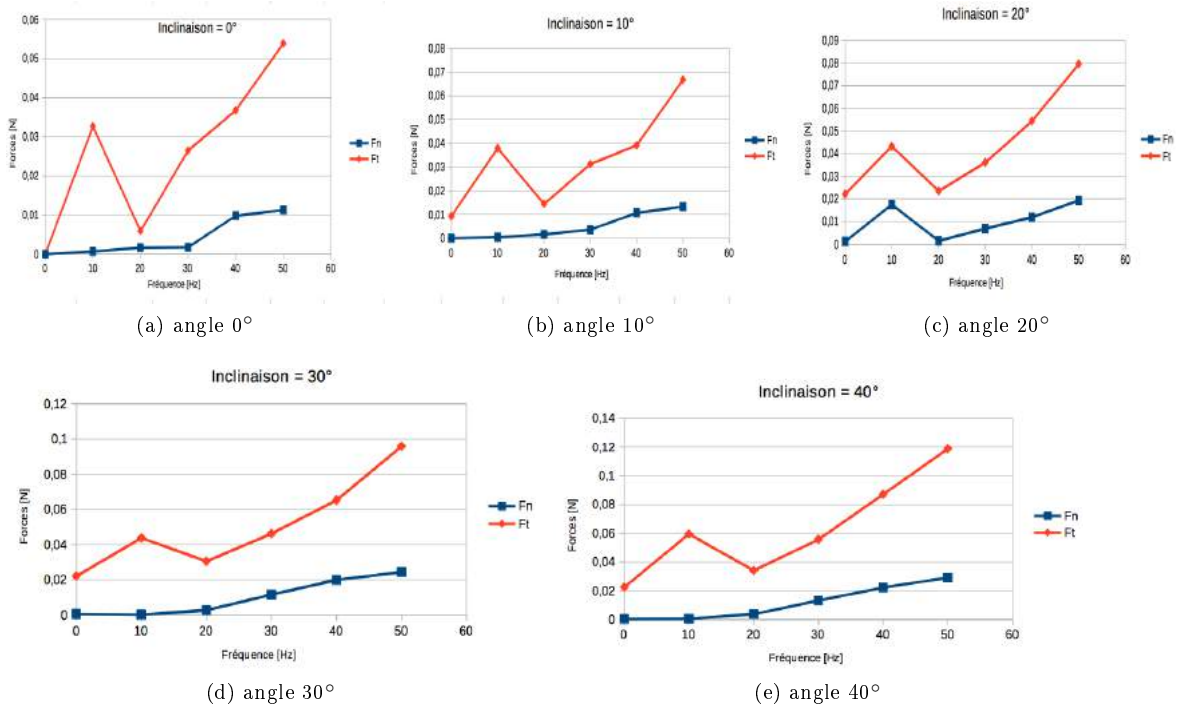 Inclinaison = 0°
0,06
0,05
0,04
0,03
0,02
0,01
0
Forces [N]
0 10 20 30 40 50 60
Fréquence [Hz]
Fn
Ft
(a) angle 0°
Inclinaison = 10°
0,08
0,07
0,06
0,05
0,04
0,03
0,02
0,01
0
Forces [N]
0 10 20 30 40 50 60
Fréquence [Hz]
Fn
Ft
(b) angle 10°
Inclinaison = 20°
0,09
0,08
0,07
0,06
0,05
0,04
0,03
0,02
0,01
0
Forces [N]
0 10 20 30 40 50 60
Fréquence [Hz]
Fn
Ft
(c) angle 20°
Inclinaison = 30°
0,12
0,1
0,08
0,06
0,04
0,02
0
Forces [N]
0 10 20 30 40 50 60
Fréquence [Hz]
Fn
Ft
(d) angle 30°
Inclinaison = 40°
0,14
0,12
0,1
0,08
0,06
0,04
0,02
0
Forces [N]
0 10 20 30 40 50 60
Fréquence [Hz]
Fn
Ft
(e) angle 40°